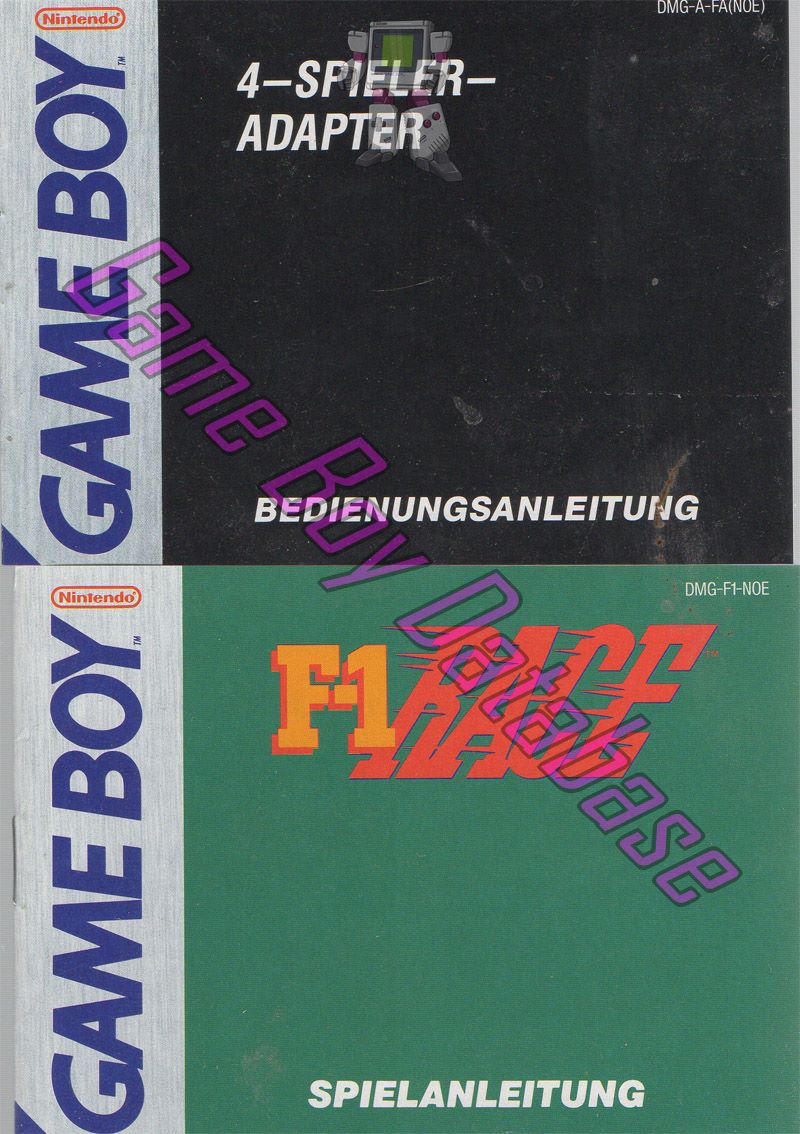 Nintendo®
DMG-A-FA(NOE)
GAME BOY™
4–SPIELER–
ADAPTER
BEDIENUNGSANLEITUNG
Game Boy Database
Nintendo®
DMG-F1-NOE
GAME BOY™
F-1 RACE™
SPIELANLEITUNG